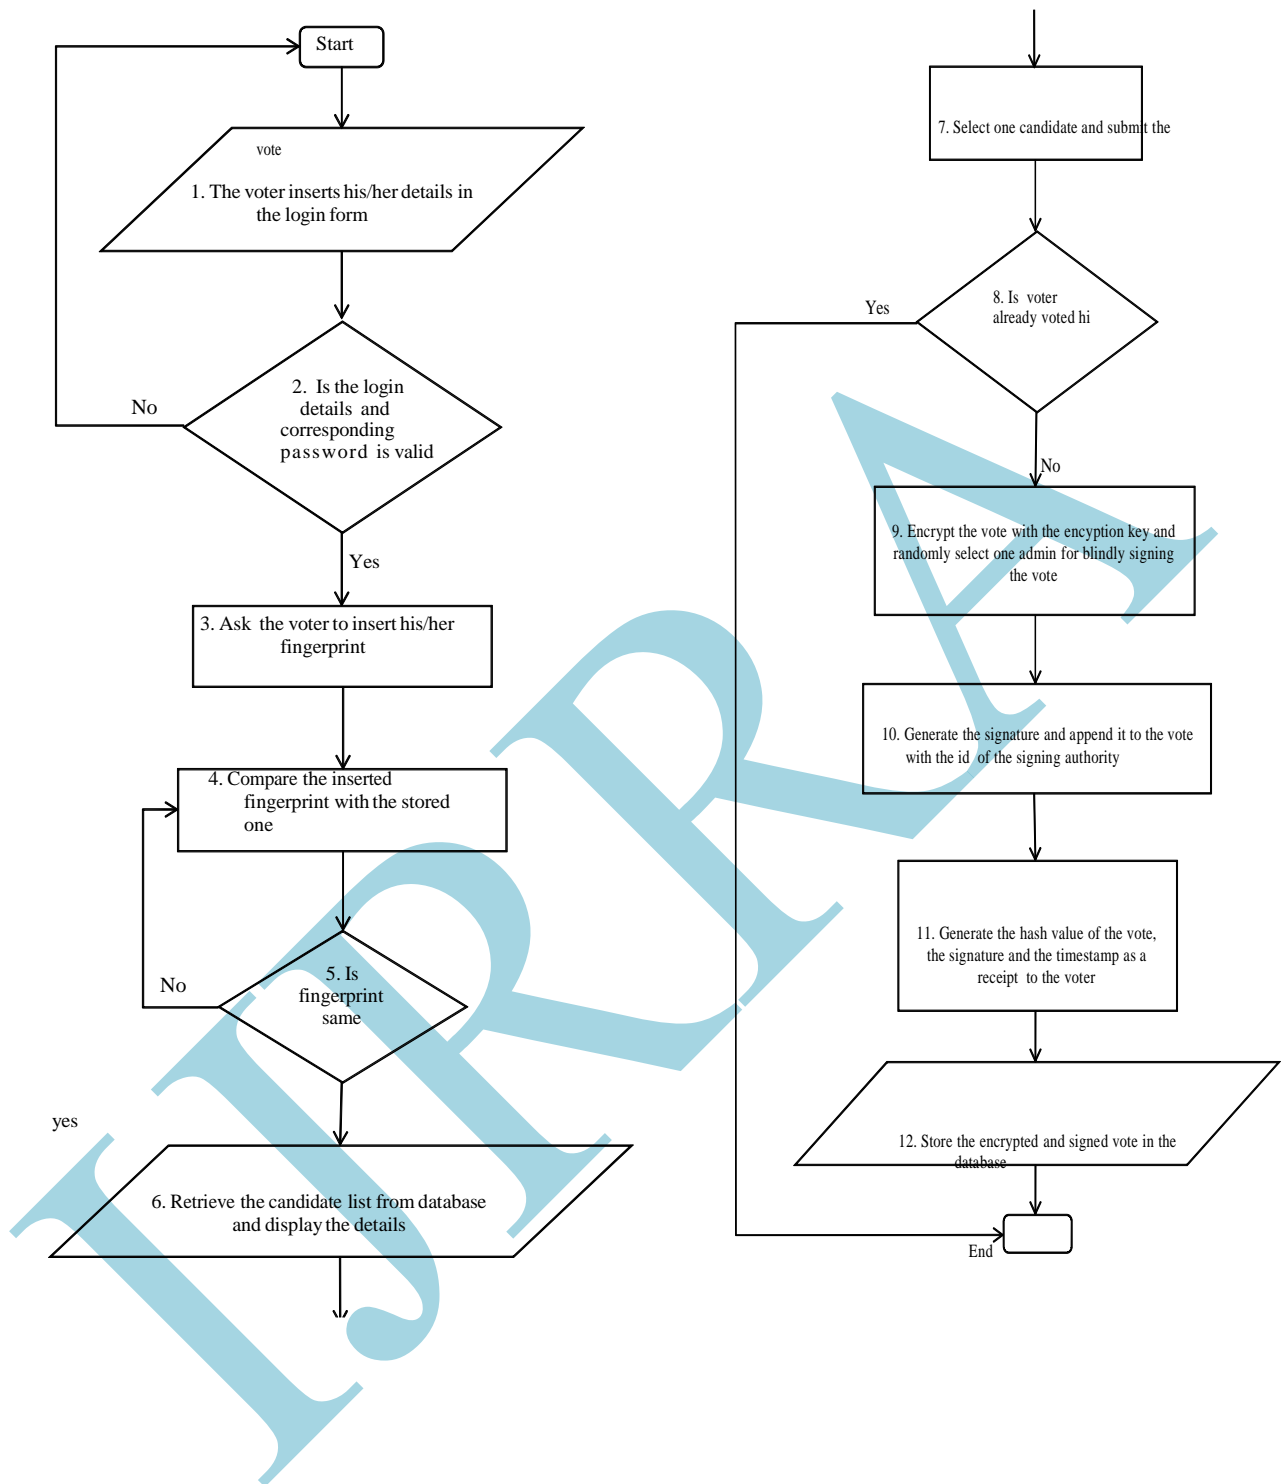 Start
vote
1. The voter inserts his/her details in
the login form
2. Is the login
details and
corresponding
password is valid
No
Yes
3. Ask the voter to insert his/her
fingerprint
4. Compare the inserted
fingerprint with the stored
one
5. Is
fingerprint
same
No
yes
6. Retrieve the candidate list from database
and display the details
7. Select one candidate and submit the
8. Is voter
already voted hi
Yes
No
9. Encrypt the vote with the encyption key and
randomly select one admin for blindly signing
the vote
10. Generate the signature and append it to the vote
with the id of the signing authority
11. Generate the hash value of the vote,
the signature and the timestamp as a
receipt to the voter
12. Store the encrypted and signed vote in the
database
End
IJRRA